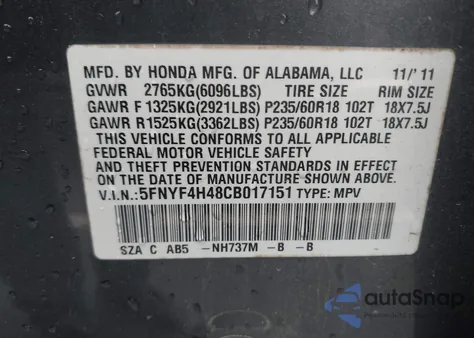 MFD. BY HONDA MFG. OF ALABAMA, LLC 11/'11
GVWR 2765KG(6096LBS) TIRE SIZE RIM SIZE
GAWR F 1325KG(2921LBS) P235/60R18 102T 18X7.5J
GAWR R 1525KG(3362LBS) P235/60R18 102T 18X7.5J
THIS VEHICLE CONFORMS TO ALL APPLICABLE
FEDERAL MOTOR VEHICLE SAFETY
AND THEFT PREVENTION STANDARDS IN EFFECT
ON THE DATE OF MANUFACTURE SHOWN ABOVE.
V.I.N.:5FNYF4H48CB017151 TYPE: MPV
SZA C AB5 -NH737M -B -B
autoSnap